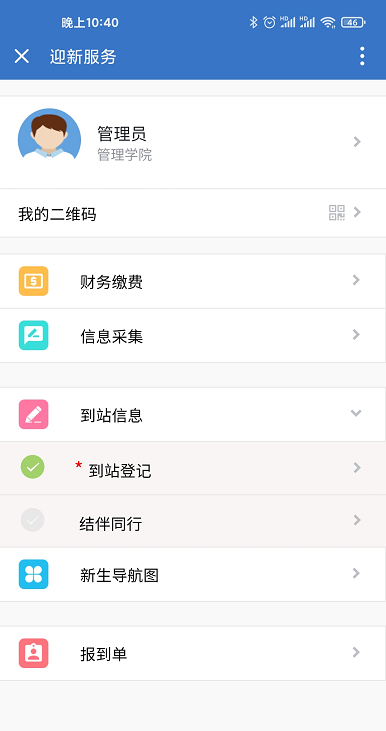 晚上10:40
46
迎新服务
管理员
管理学院
我的二维码
财务缴费
信息采集
到站信息
* 到站登记
结伴同行
新生导航图
报到单